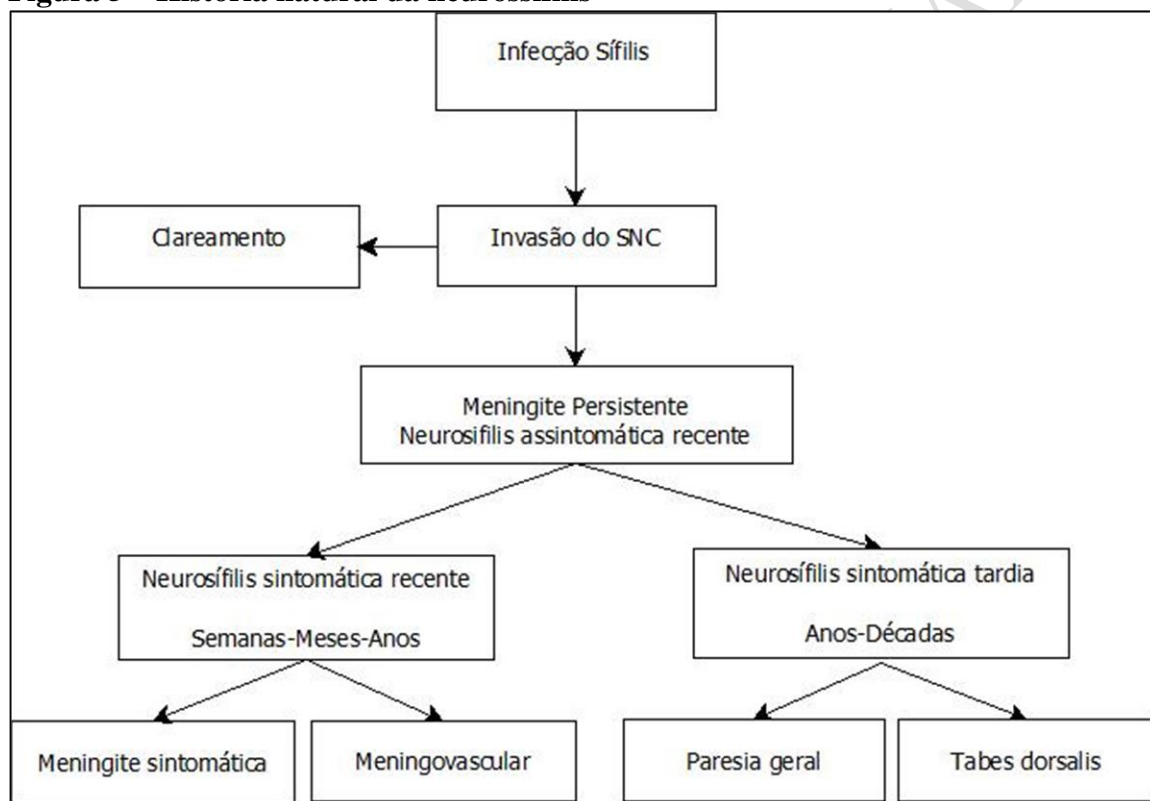 Infecção Sífilis
Clareamento
Invasão do SNC
Meningite Persistente
Neurosifilis assintomática recente
Neurosífilis sintomática recente
Semanas-Meses-Anos
Neurosífilis sintomática tardia
Anos-Décadas
Meningite sintomática
Meningovascular
Paresia geral
Tabes dorsalis